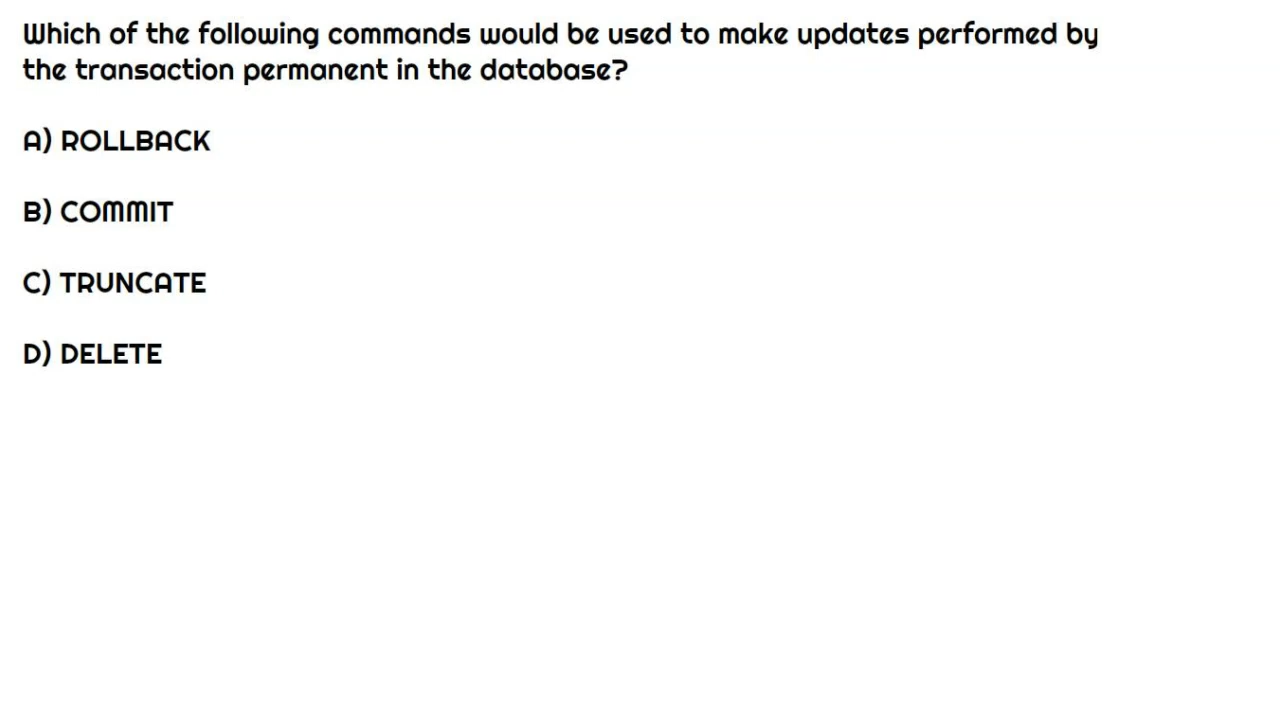 Which of the following commands would be used to make updates performed by
the transaction permanent in the database?
A) ROLLBACK
B) COMMIT
C) TRUNCATE
D) DELETE